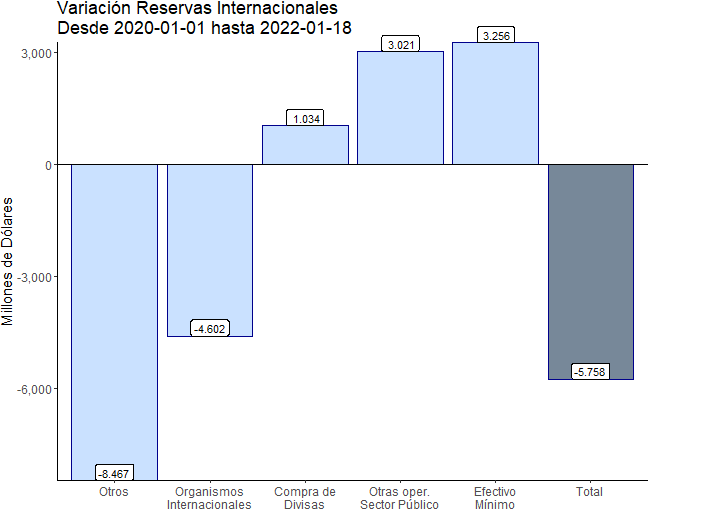 Variación Reservas Internacionales
Desde 2020-01-01 hasta 2022-01-18
Millones de Dólares
3,000
0
-3,000
-6,000
-8.467
-4.602
1.034
3.021
3.256
-5.758
Otros
Organismos
Internacionales
Compra de
Divisas
Otras oper.
Sector Público
Efectivo
Mínimo
Total